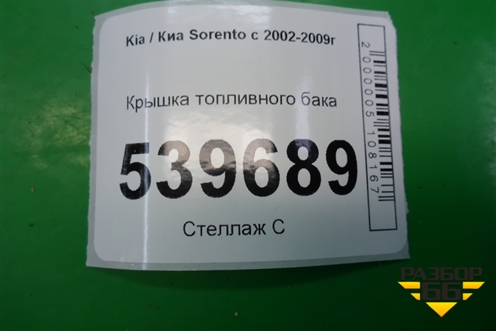 Kia / Киа Sorento с 2002-2009г
Крышка топливного бака
539689
Стеллаж С
2000005108167
РАЗБОР
66